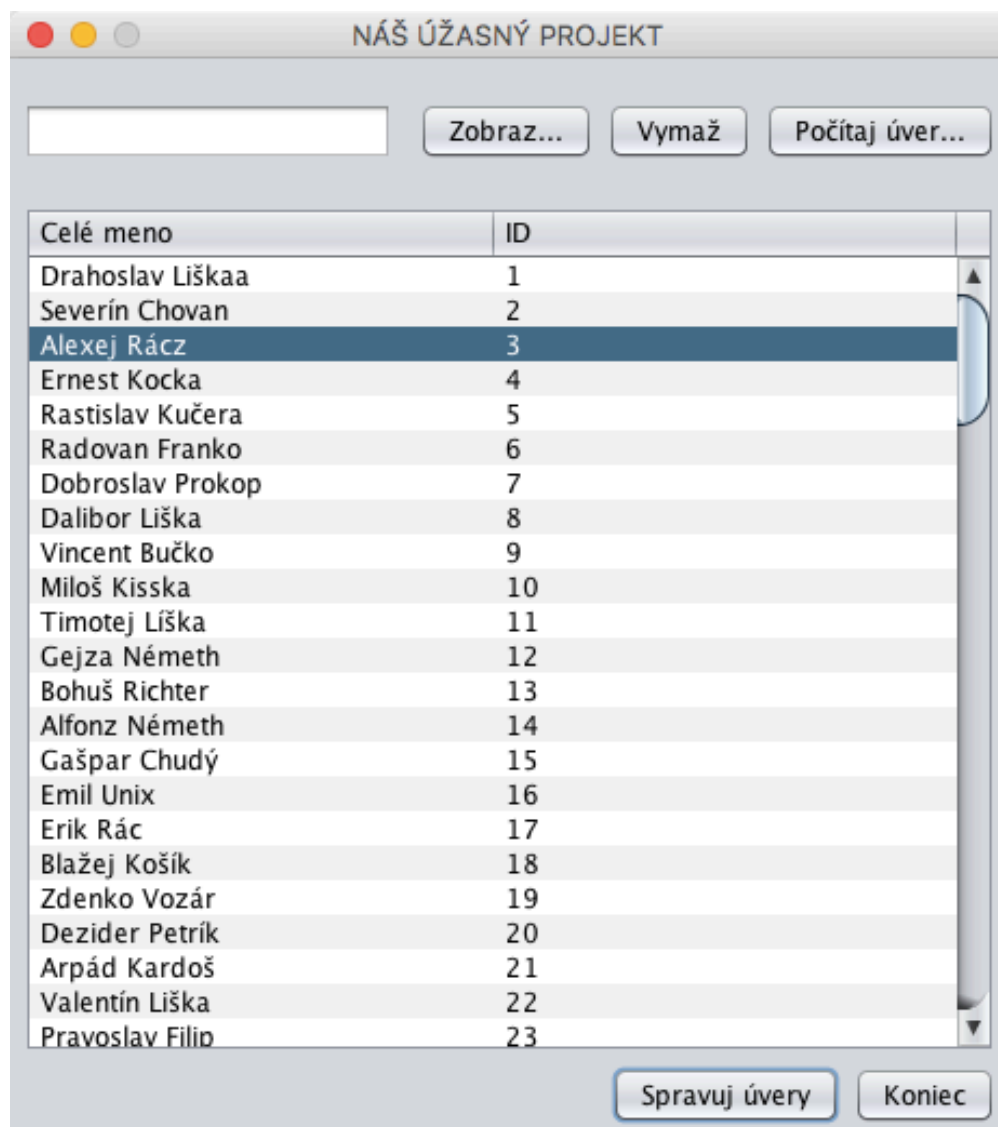 NÁŠ ÚŽASNÝ PROJEKT
Zobraz... Vymaž Počítaj úver...
Celé meno ID
Drahoslav Liškaa 1
Severín Chovan 2
Alexej Rácz 3
Ernest Kocka 4
Rastislav Kučera 5
Radovan Franko 6
Dobroslav Prokop 7
Dalibor Liška 8
Vincent Bučko 9
Miloš Kisska 10
Timotej Líška 11
Gejza Németh 12
Bohuš Richter 13
Alfonz Németh 14
Gašpar Chudý 15
Emil Unix 16
Erik Rác 17
Blažej Košík 18
Zdenko Vozár 19
Dezider Petrík 20
Arpád Kardoš 21
Valentín Liška 22
Pravoslav Filip 23
Spravuj úvery Koniec